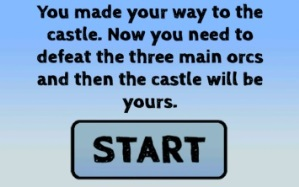 You made your way to the
castle. Now you need to
defeat the three main orcs
and then the castle will be
yours.
START